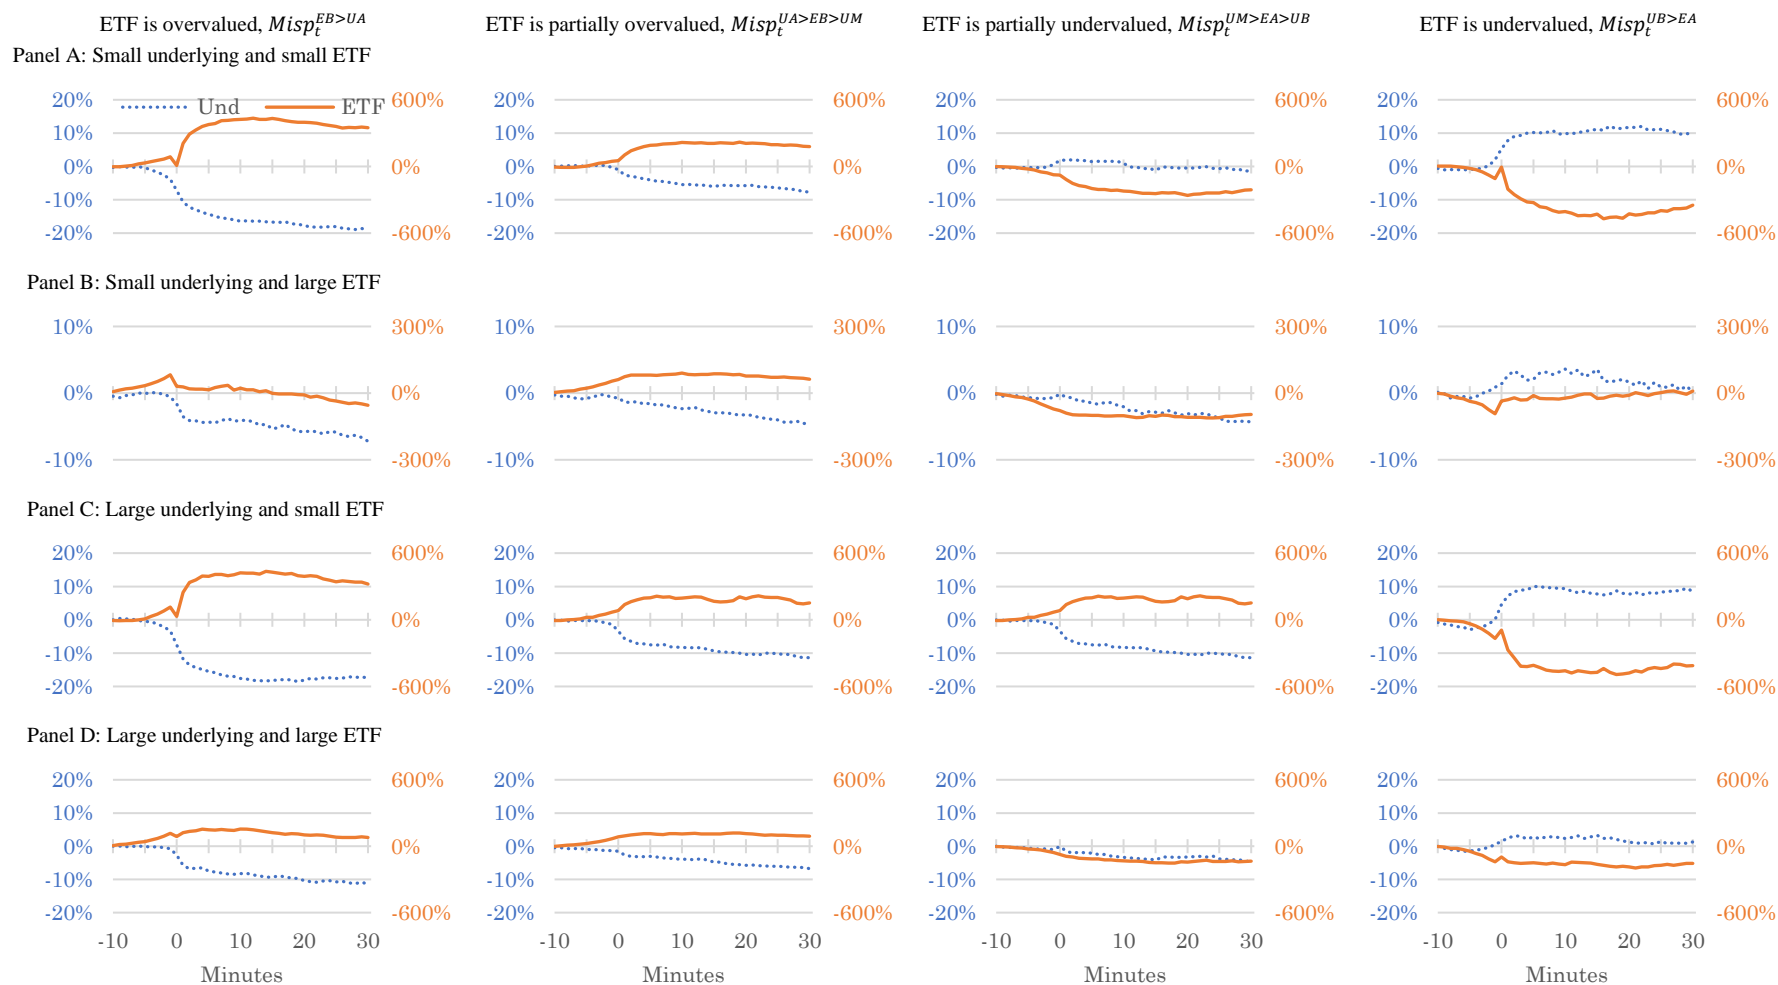 ETF is overvalued, Misp_t^{EB>UA}
ETF is partially overvalued, Misp_t^{UA>EB>UM}
ETF is partially undervalued, Misp_t^{UM>EA>UB}
ETF is undervalued, Misp_t^{UB>EA}
Panel A: Small underlying and small ETF
Und ETF
20% 600% 20% 600% 20% 600% 20% 600%
10% 10% 10% 10%
0% 0% 0% 0% 0% 0% 0% 0%
-10% -10% -10% -10%
-20% -600% -20% -600% -20% -600% -20% -600%
Panel B: Small underlying and large ETF
10% 300% 10% 300% 10% 300% 10% 300%
0% 0% 0% 0% 0% 0% 0% 0%
-10% -300% -10% -300% -10% -300% -10% -300%
Panel C: Large underlying and small ETF
20% 600% 20% 600% 20% 600% 20% 600%
10% 10% 10% 10%
0% 0% 0% 0% 0% 0% 0% 0%
-10% -10% -10% -10%
-20% -600% -20% -600% -20% -600% -20% -600%
Panel D: Large underlying and large ETF
20% 600% 20% 600% 20% 600% 20% 600%
10% 10% 10% 10%
0% 0% 0% 0% 0% 0% 0% 0%
-10% -10% -10% -10%
-20% -600% -20% -600% -20% -600% -20% -600%
-10 0 10 20 30 -10 0 10 20 30 -10 0 10 20 30 -10 0 10 20 30
Minutes Minutes Minutes Minutes